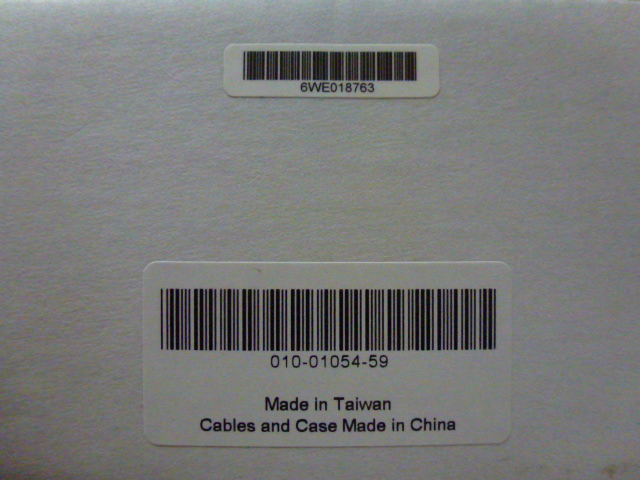 6WE018763
010-01054-59
Made in Taiwan
Cables and Case Made in China